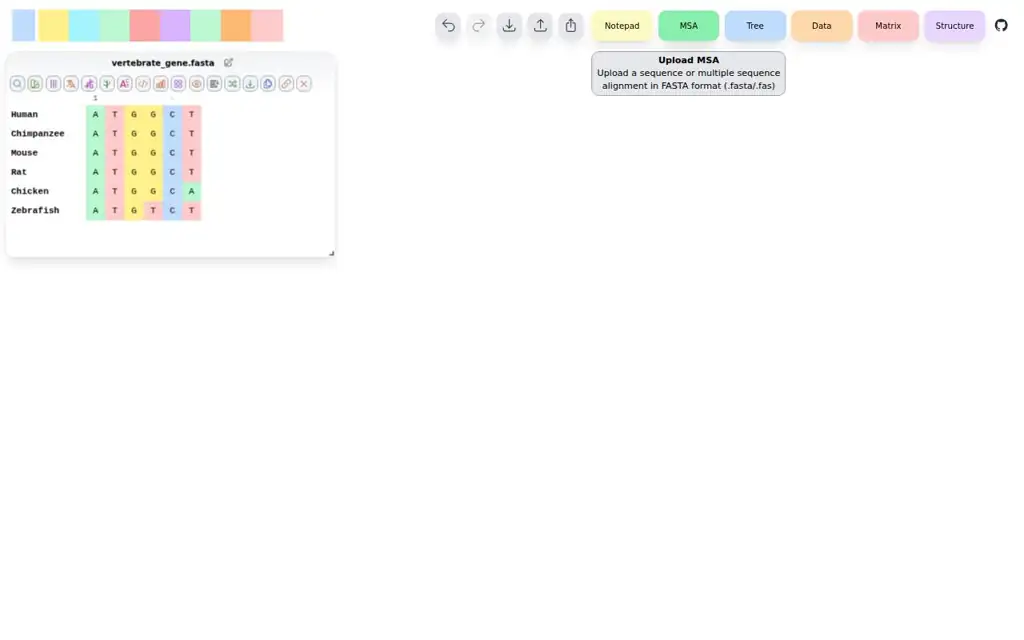 Notepad
MSA
Tree
Data
Matrix
Structure
Upload MSA
Upload a sequence or multiple sequence
alignment in FASTA format (.fasta/.fas)
vertebrate_gene.fasta
1
Human A T G G C T
Chimpanzee A T G G C T
Mouse A T G G C T
Rat A T G G C T
Chicken A T G G C A
Zebrafish A T G T C T